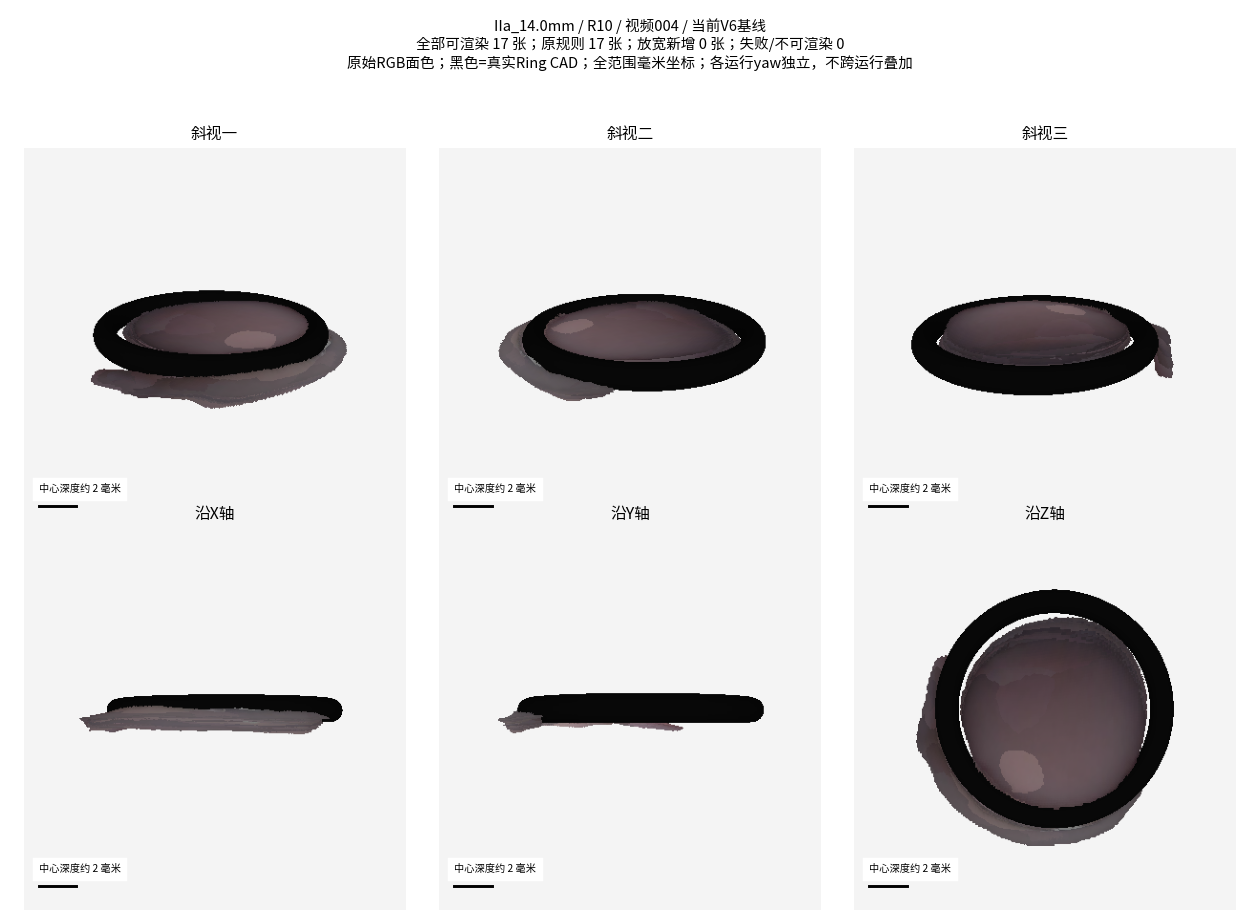 IIa_14.0mm / R10 / 视频004 / 当前V6基线
全部可渲染 17 张；原规则 17 张；放宽新增 0 张；失败/不可渲染 0
原始RGB面色；黑色=真实Ring CAD；全范围毫米坐标；各运行yaw独立，不跨运行叠加
斜视一
斜视二
斜视三
中心深度约 2 毫米
中心深度约 2 毫米
中心深度约 2 毫米
沿X轴
沿Y轴
沿Z轴
中心深度约 2 毫米
中心深度约 2 毫米
中心深度约 2 毫米